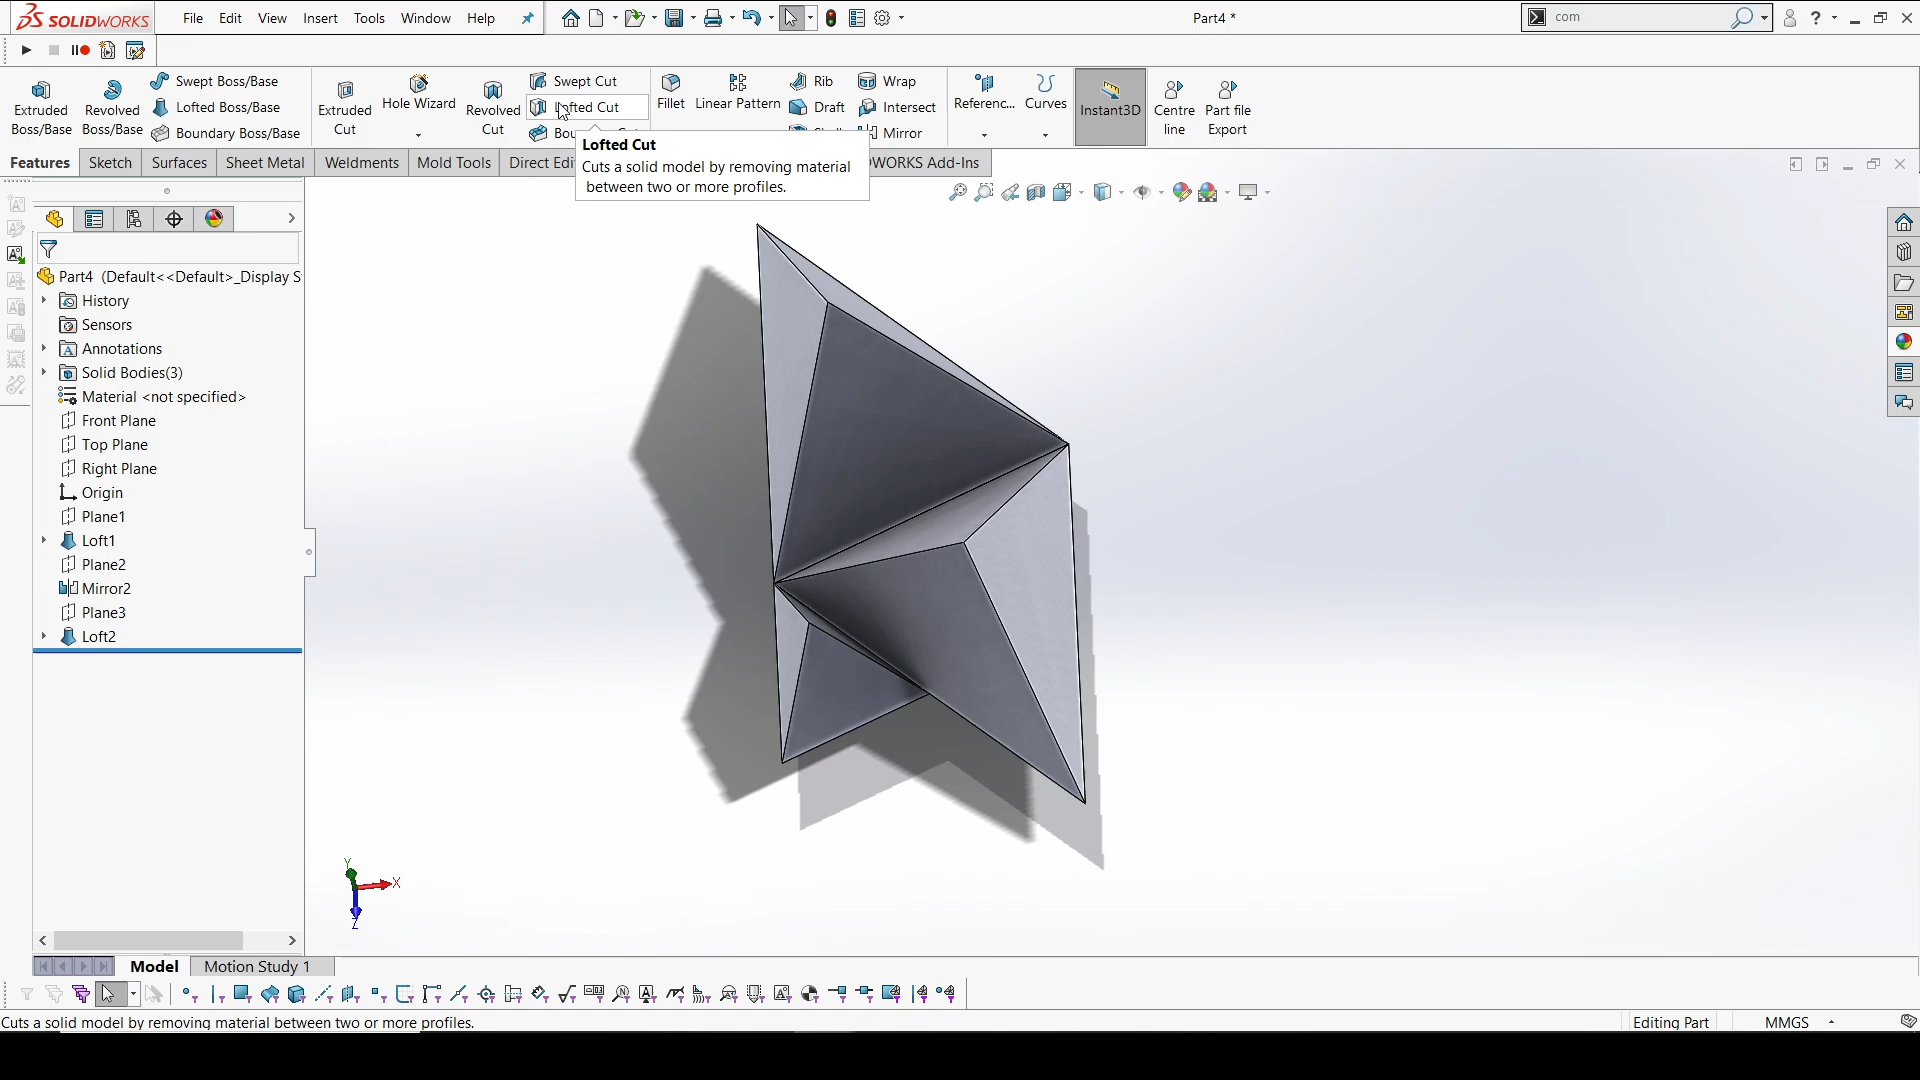 SOLIDWORKS File Edit View Insert Tools Window Help Part4 * com ?
Swept Boss/Base Swept Cut Rib Wrap
Extruded Boss/Base Revolved Boss/Base Lofted Boss/Base Extruded Cut Hole Wizard Revolved Cut Lofted Cut Fillet Linear Pattern Draft Intersect Referenc... Curves Instant3D Centre line Part file Export
Boundary Boss/Base Mirror
Lofted Cut
Cuts a solid model by removing material
between two or more profiles.
Features Sketch Surfaces Sheet Metal Weldments Mold Tools Direct Edi WORKS Add-Ins
Part4 (Default<<Default>_Display S
History
Sensors
Annotations
Solid Bodies(3)
Material <not specified>
Front Plane
Top Plane
Right Plane
Origin
Plane1
Loft1
Plane2
Mirror2
Plane3
Loft2
Y
X
Z
Model Motion Study 1
Cuts a solid model by removing material between two or more profiles. Editing Part MMGS